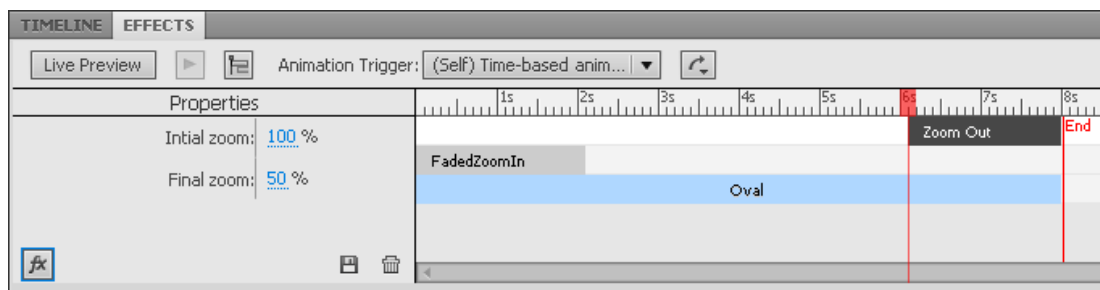 TIMELINE EFFECTS
Live Preview Animation Trigger: (Self) Time-based anim...
Properties 1s 2s 3s 4s 5s 6s 7s 8s
Intial zoom: 100 % Zoom Out End
FadedZoomIn
Final zoom: 50 %
Oval
fx